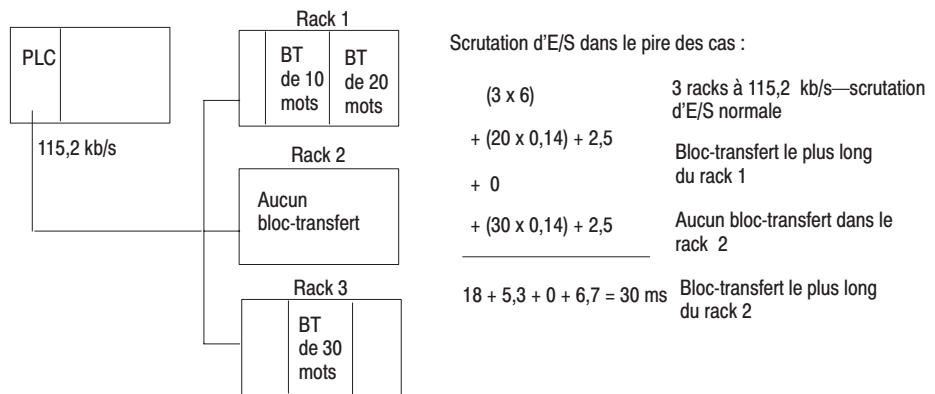 PLC
115,2 kb/s
Rack 1
BT
de 10
mots
BT
de 20
mots
Rack 2
Aucun
bloc-transfert
Rack 3
BT
de 30
mots
Scrutation d'E/S dans le pire des cas :
(3 x 6)
3 racks à 115,2 kb/s—scrutation
d'E/S normale
+ (20 x 0,14) + 2,5
Bloc-transfert le plus long
du rack 1
+ 0
Aucun bloc-transfert dans le
rack 2
+ (30 x 0,14) + 2,5
18 + 5,3 + 0 + 6,7 = 30 ms
Bloc-transfert le plus long
du rack 2